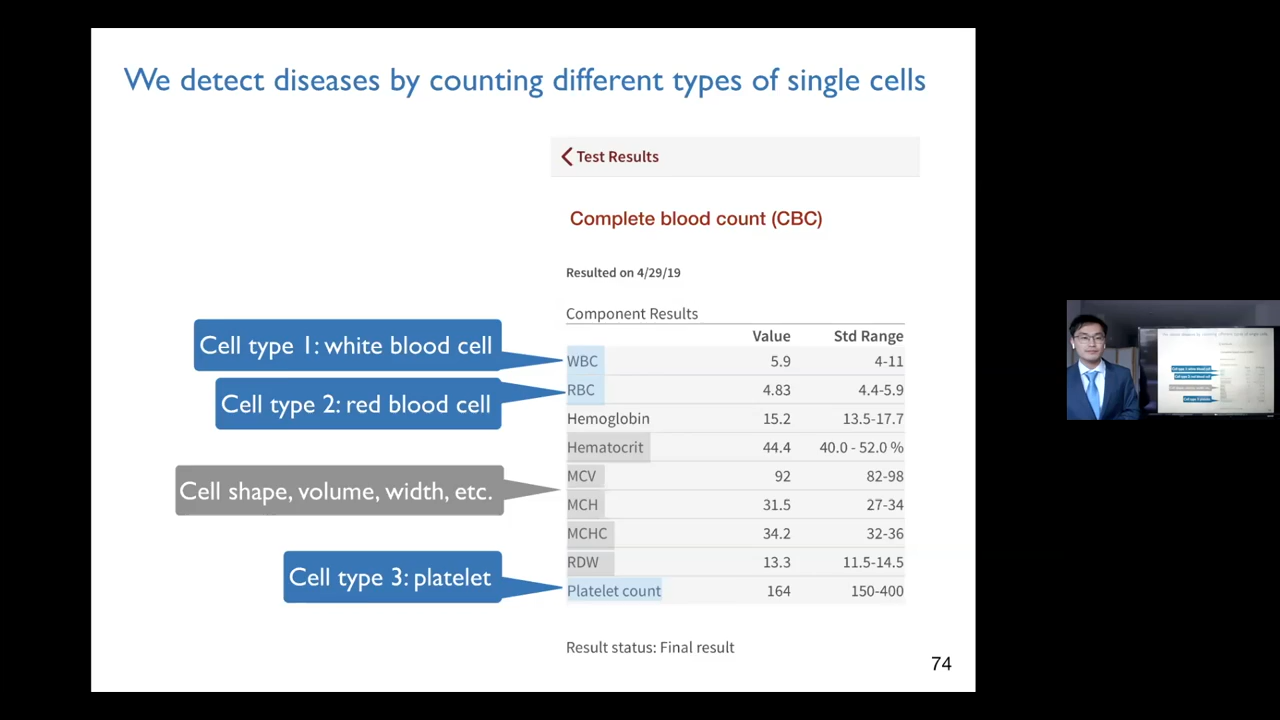 We detect diseases by counting different types of single cells
Test Results
Complete blood count (CBC)
Resulted on 4/29/19
Component Results
Value Std Range
Cell type 1: white blood cell
WBC 5.9 4-11
Cell type 2: red blood cell
RBC 4.83 4.4-5.9
Hemoglobin 15.2 13.5-17.7
Hematocrit 44.4 40.0 - 52.0 %
Cell shape, volume, width, etc.
MCV 92 82-98
MCH 31.5 27-34
MCHC 34.2 32-36
RDW 13.3 11.5-14.5
Cell type 3: platelet
Platelet count 164 150-400
Result status: Final result
74